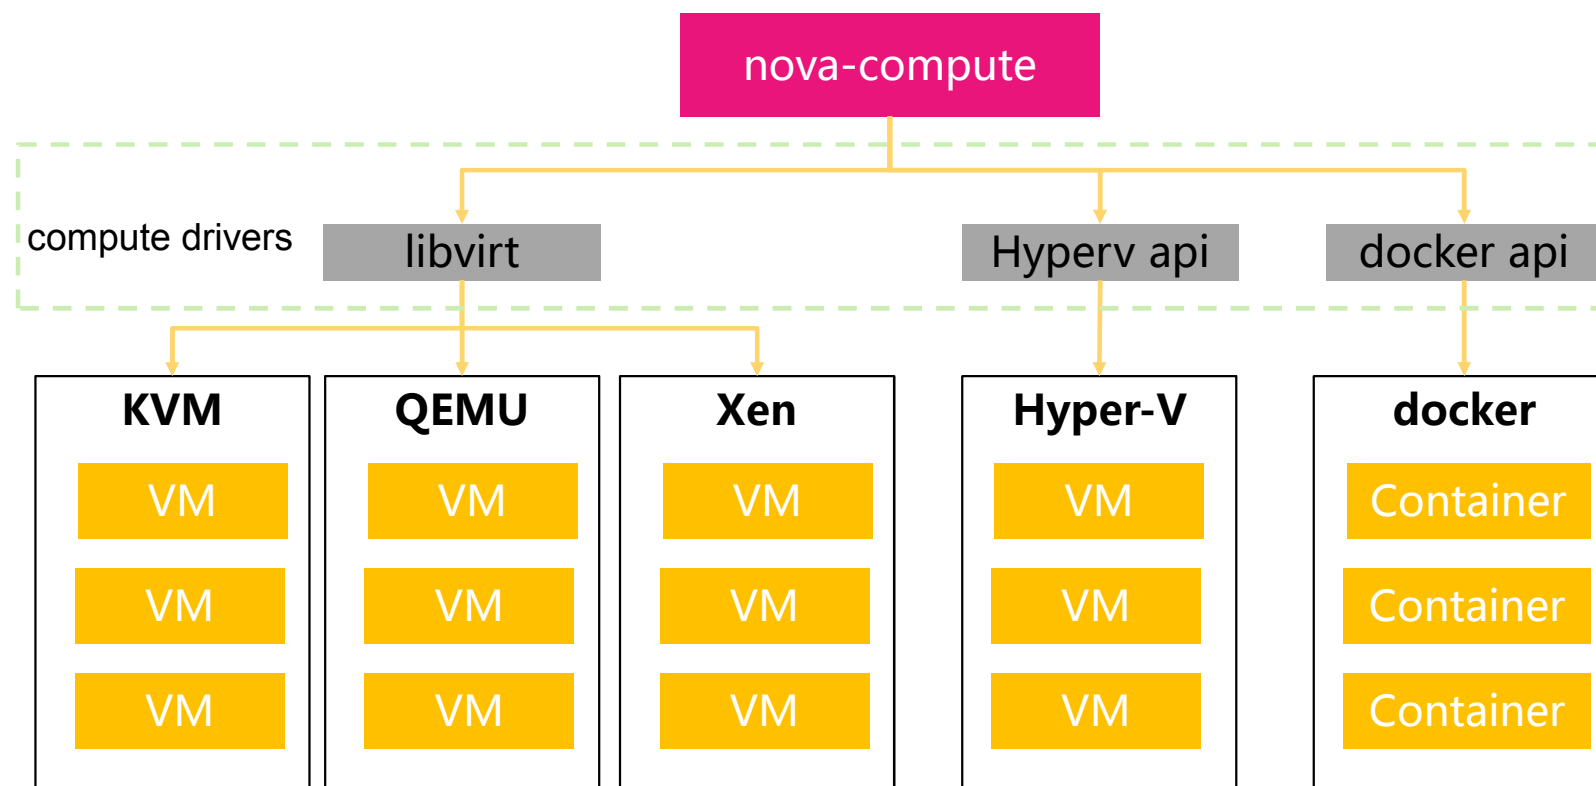 nova-compute
compute drivers
libvirt
Hyperv api
docker api
KVM
QEMU
Xen
Hyper-V
docker
VM
VM
VM
VM
Container
VM
VM
VM
VM
Container
VM
VM
VM
VM
Container